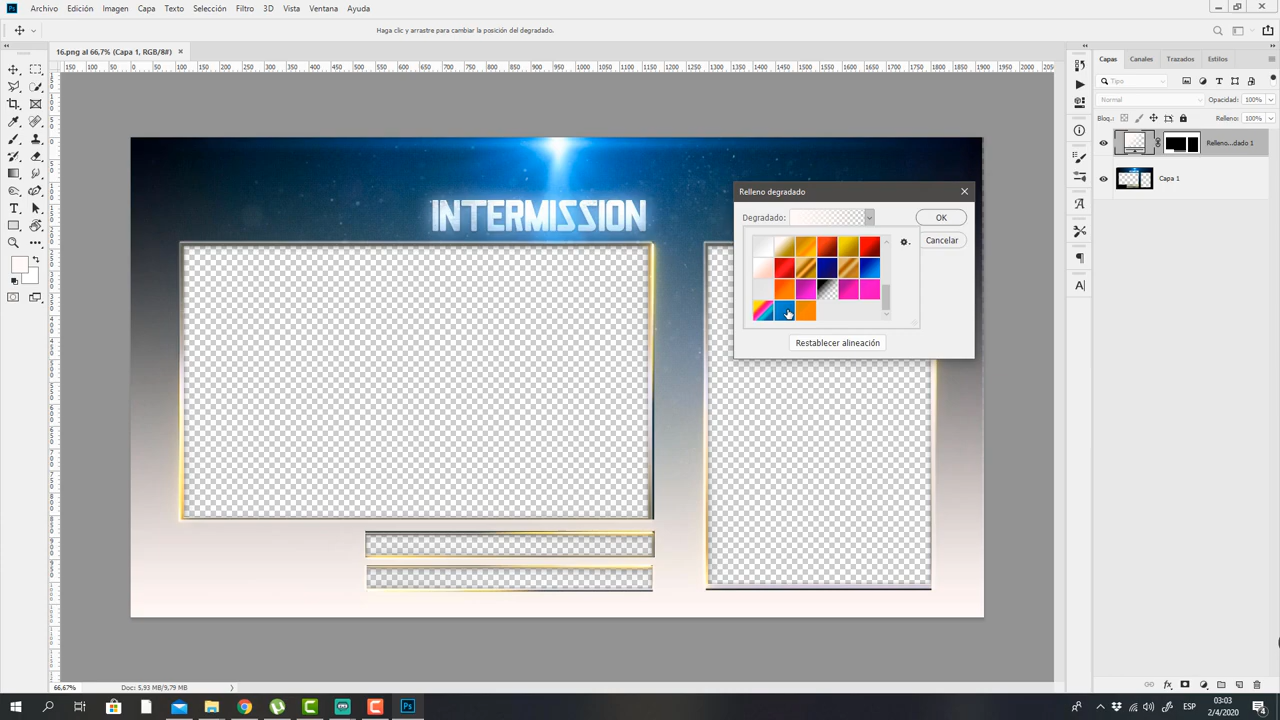 Archivo Edición Imagen Capa Texto Selección Filtro 3D Vista Ventana Ayuda
Haga clic y arrastre para cambiar la posición del degradado.
16.png al 66,7% (Capa 1, RGB/8#)
Capas Canales Trazados Estilos
Tipo
Normal Opacidad: 100%
Bloq.: Relleno: 100%
Relleno...dado 1
Capa 1
INTERMISSION
Relleno degradado
Degradado: OK
Cancelar
Restablecer alineación
66.67% Doc: 5,93 MB/9,79 MB
ESP 03:03
2/4/2020